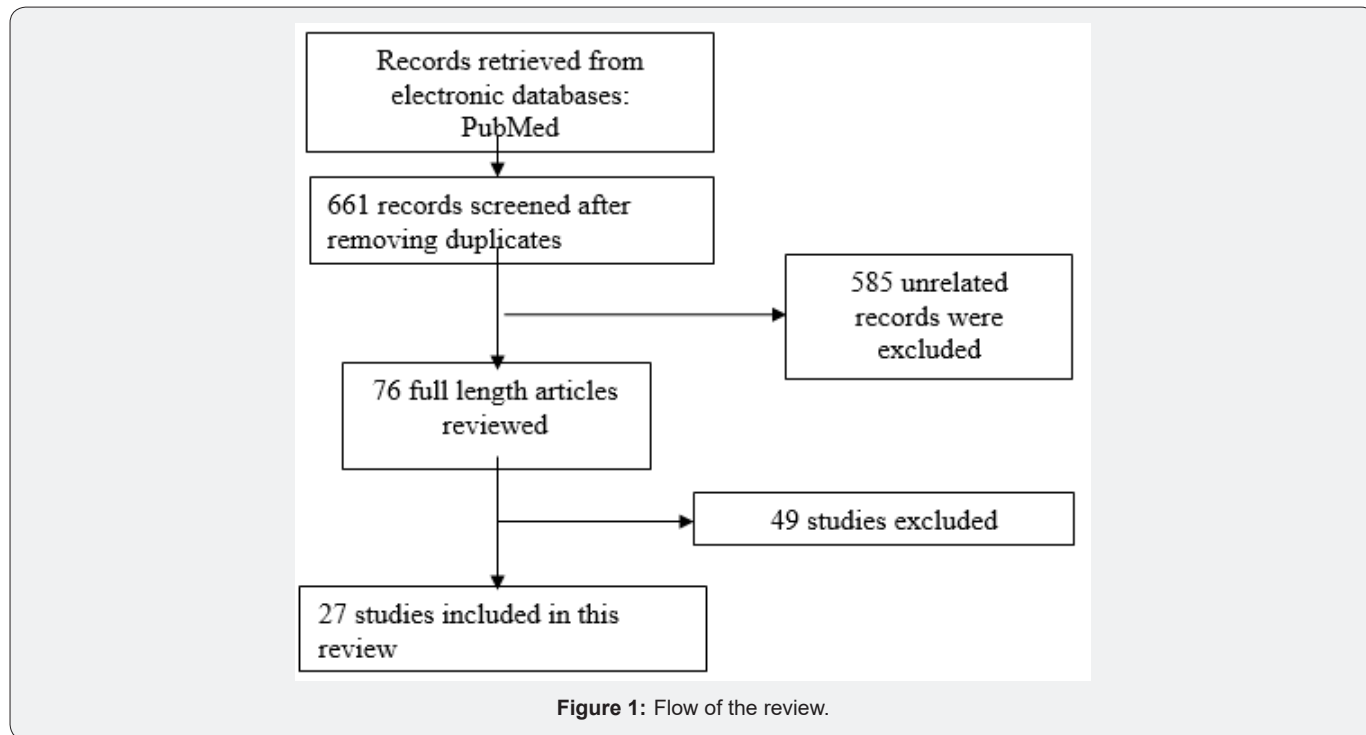 Records retrieved from
electronic databases:
PubMed
661 records screened after
removing duplicates
585 unrelated
records were
excluded
76 full length articles
reviewed
49 studies excluded
27 studies included in this
review
Figure 1: Flow of the review.